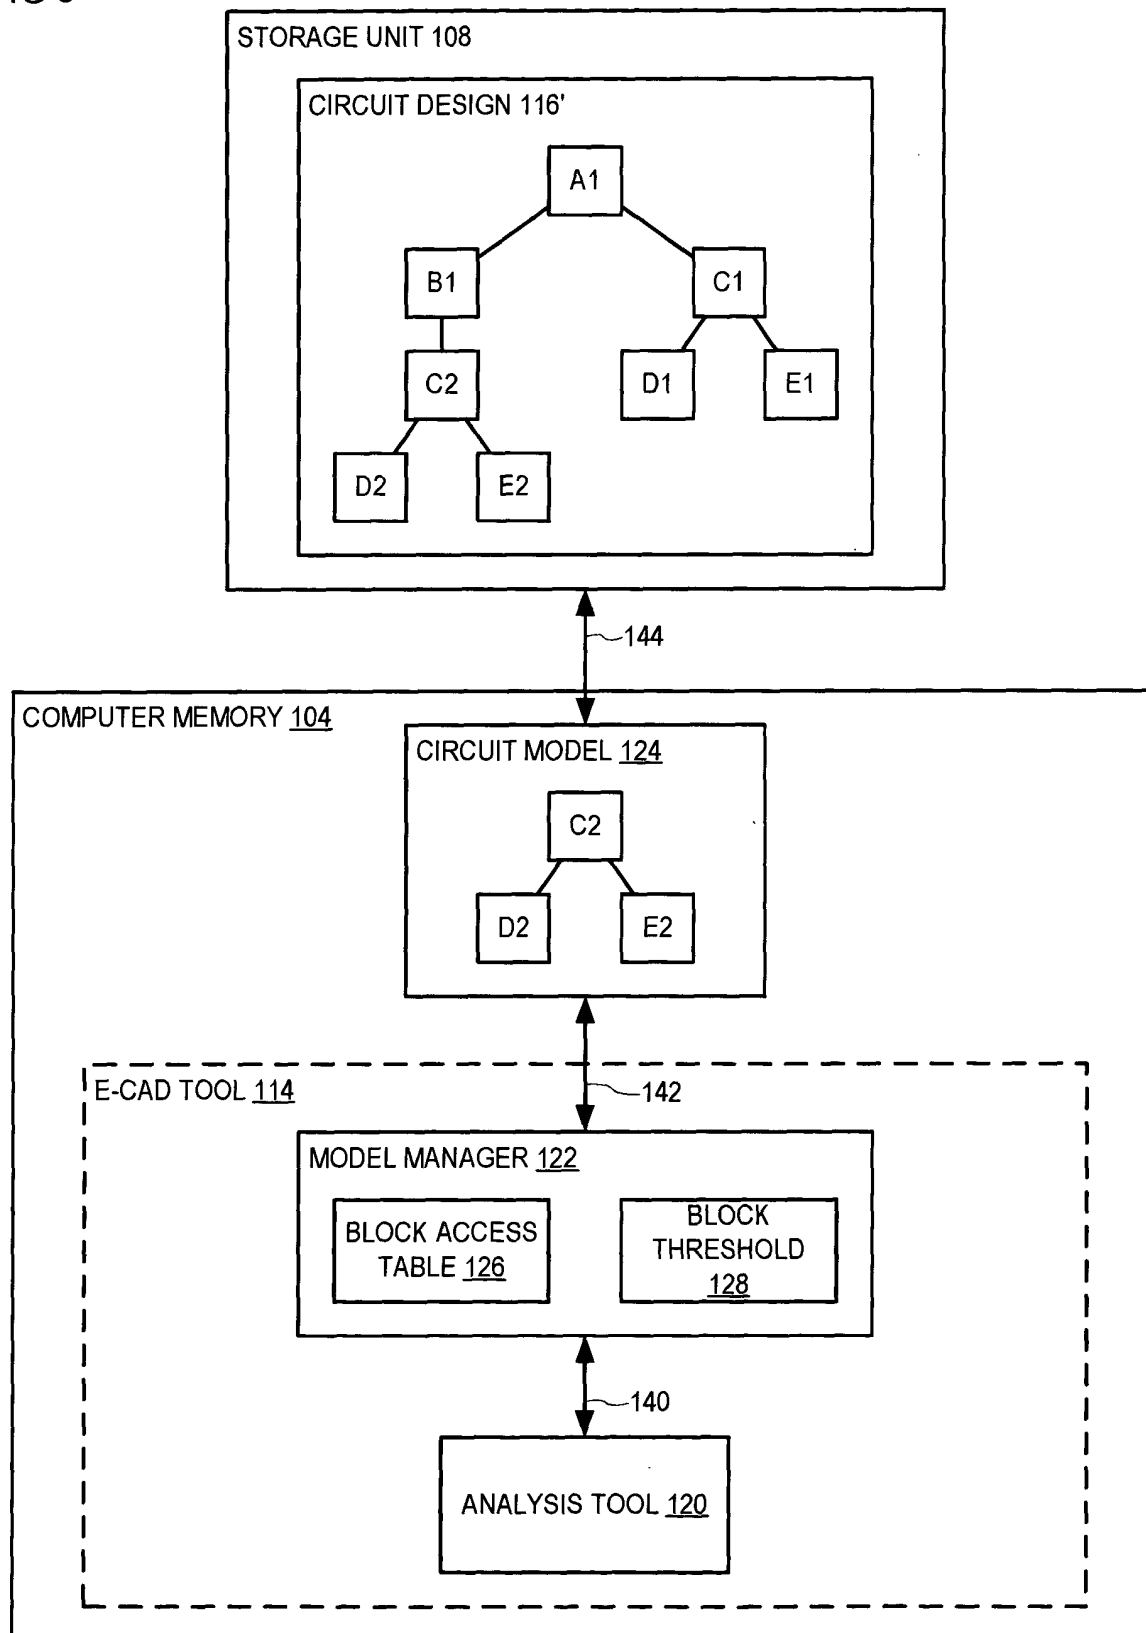 STORAGE UNIT 108
CIRCUIT DESIGN 116'
A1
B1
C1
C2
D1
E1
D2
E2
144
COMPUTER MEMORY 104
CIRCUIT MODEL 124
C2
D2
E2
E-CAD TOOL 114
142
MODEL MANAGER 122
BLOCK ACCESS
TABLE 126
BLOCK
THRESHOLD
128
140
ANALYSIS TOOL 120